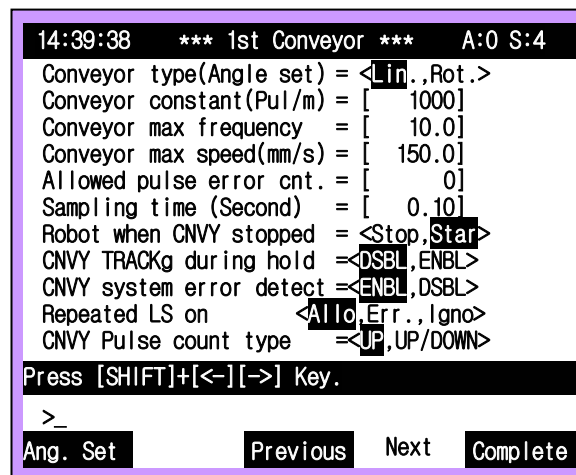 14:39:38 *** 1st Conveyor *** A:0 S:4
Conveyor type(Angle set) = <Lin.,Rot.>
Conveyor constant(Pul/m) = [ 1000]
Conveyor max frequency = [ 10.0]
Conveyor max speed(mm/s) = [ 150.0]
Allowed pulse error cnt. = [ 0]
Sampling time (Second) = [ 0.10]
Robot when CNVY stopped = <Stop,Star>
CNVY TRACKg during hold =<DSBL,ENBL>
CNVY system error detect =<ENBL,DSBL>
Repeated LS on <Allo,Err.,Igno>
CNVY Pulse count type =<UP,UP/DOWN>
Press [SHIFT]+[<-][->] Key.
>_
Ang. Set Previous Next Complete